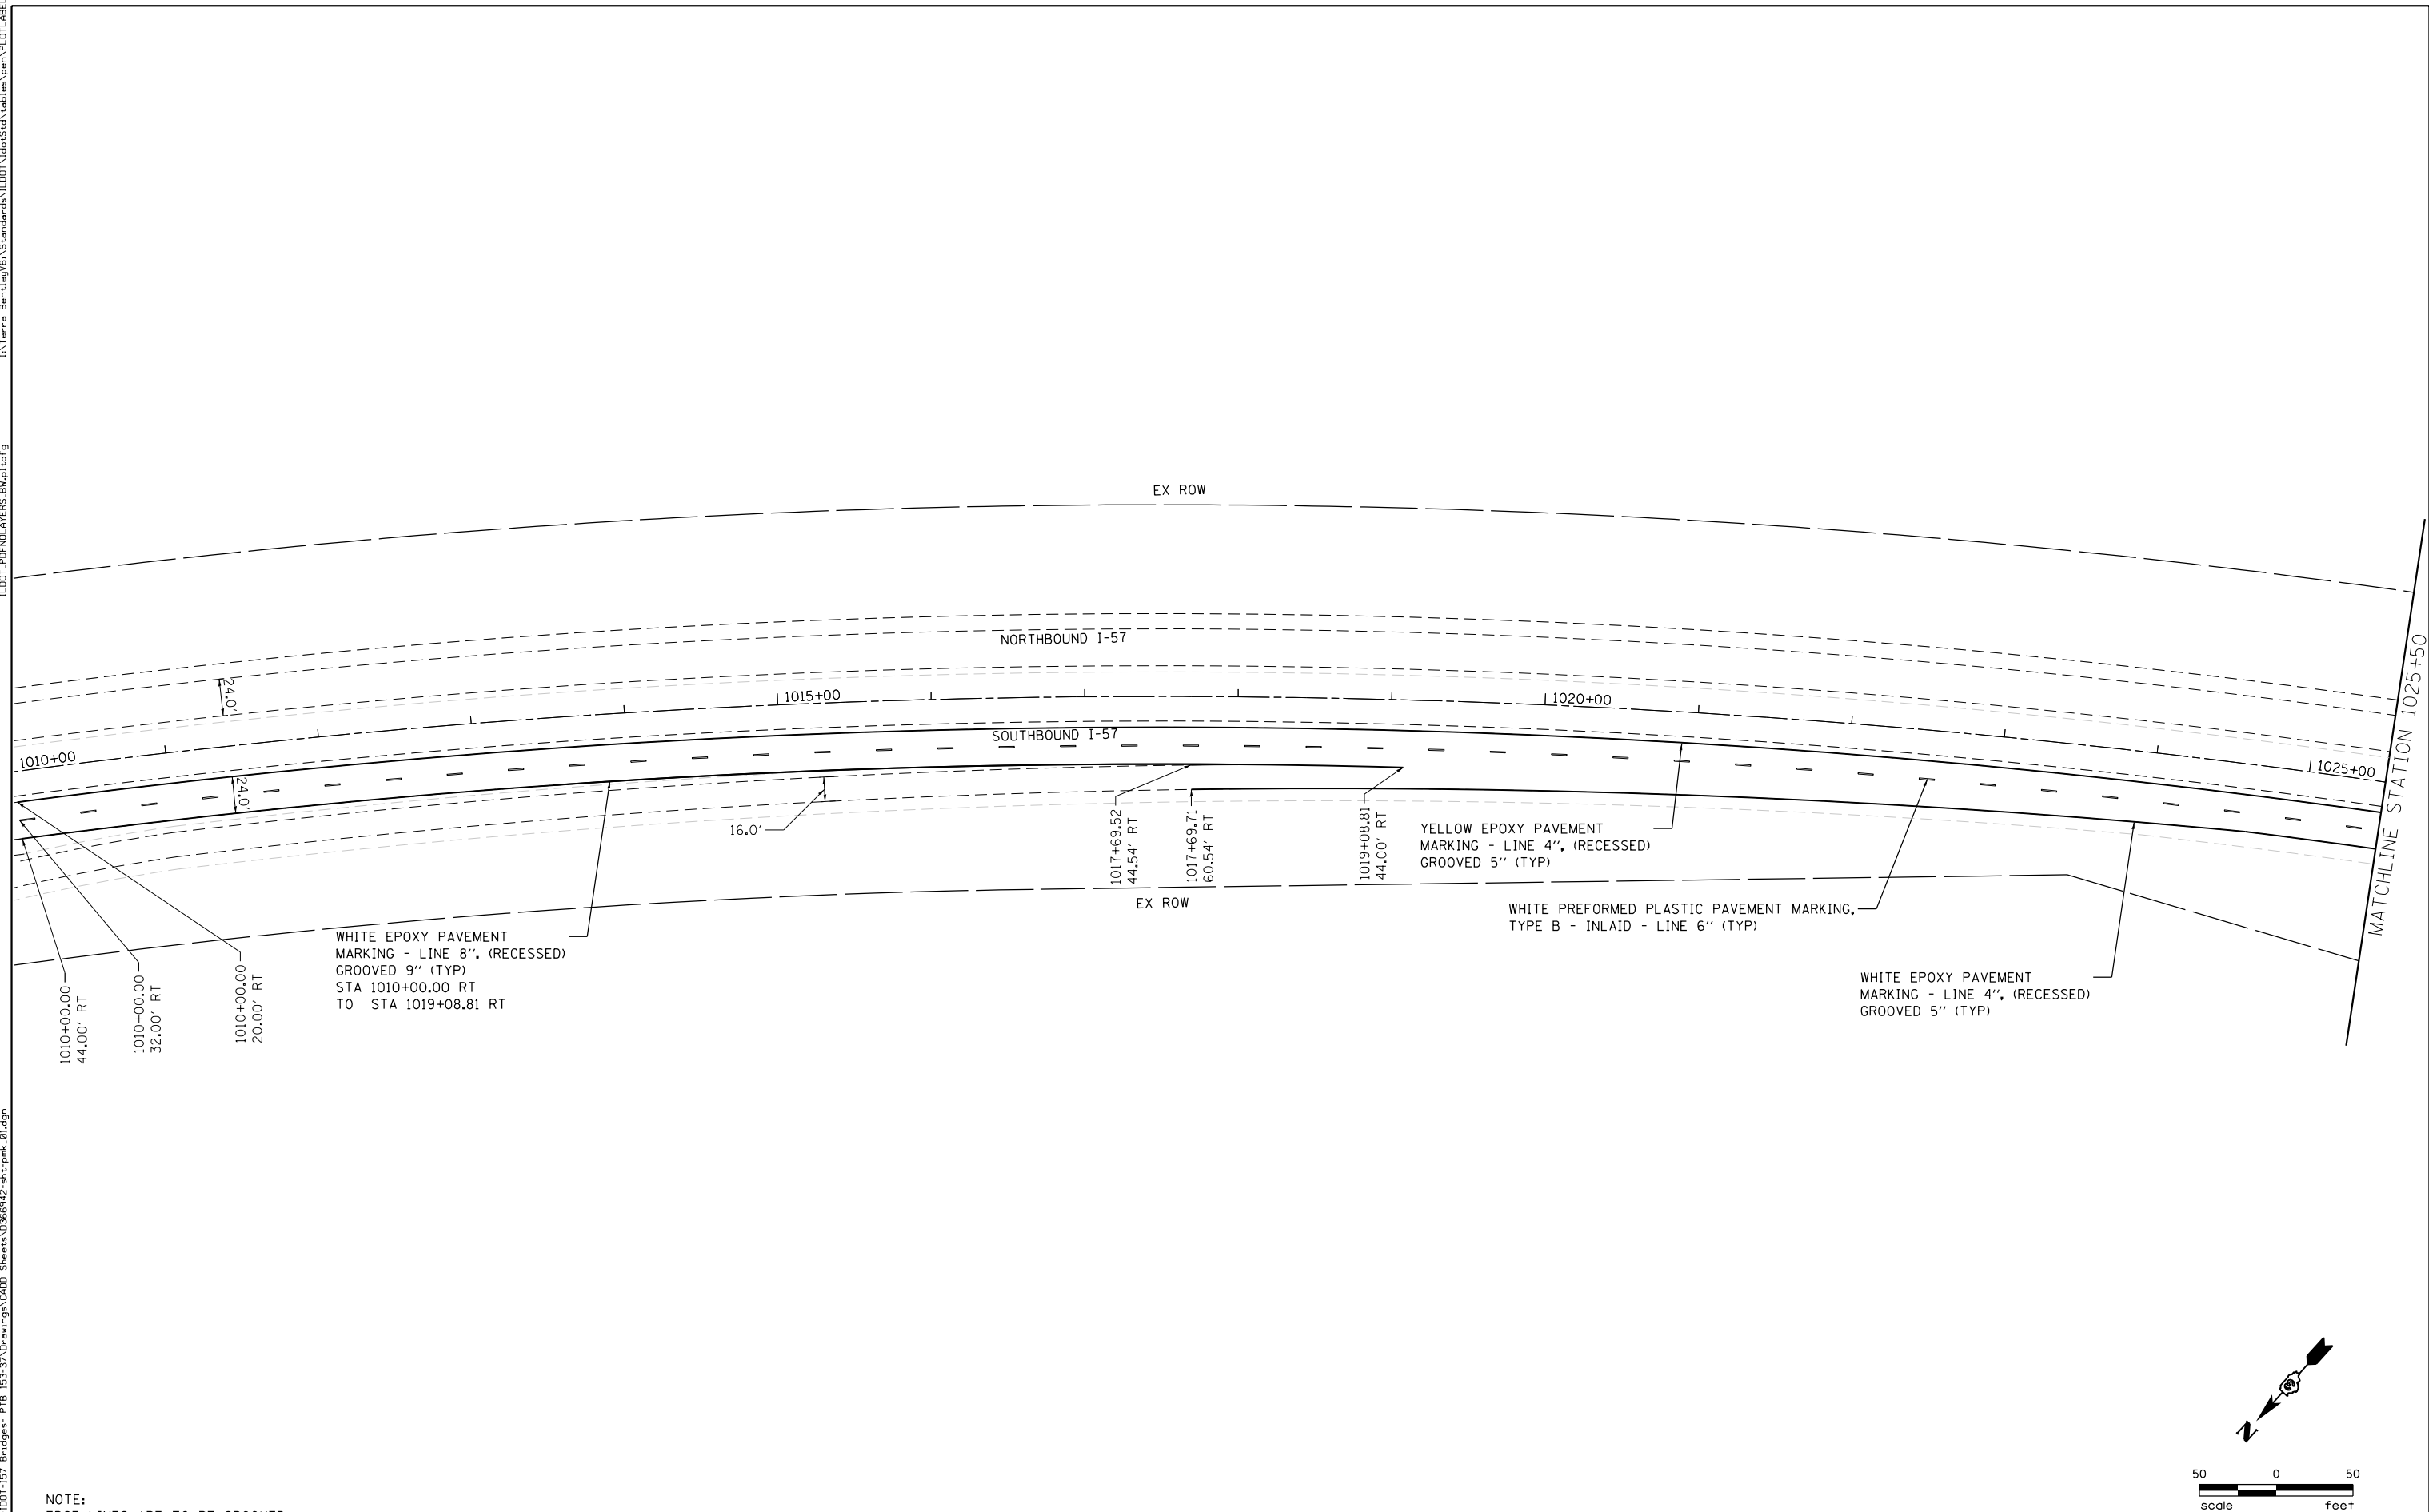 EX ROW
NORTHBOUND I-57
24.0'
1015+00
1020+00
1010+00
SOUTHBOUND I-57
1025+00
24.0'
16.0'
MATCHLINE STATION 1025+50
1017+69.52
44.54' RT
1017+69.71
60.54' RT
1019+08.81
44.00' RT
YELLOW EPOXY PAVEMENT
MARKING - LINE 4", (RECESSED)
GROOVED 5" (TYP)
EX ROW
WHITE PREFORMED PLASTIC PAVEMENT MARKING,
TYPE B - INLAID - LINE 6" (TYP)
WHITE EPOXY PAVEMENT
MARKING - LINE 8", (RECESSED)
GROOVED 9" (TYP)
STA 1010+00.00 RT
TO STA 1019+08.81 RT
WHITE EPOXY PAVEMENT
MARKING - LINE 4", (RECESSED)
GROOVED 5" (TYP)
1010+00.00
44.00' RT
1010+00.00
32.00' RT
1010+00.00
20.00' RT
N
50 0 50
scale feet
NOTE:
ILDOT_PDFNOLAYERS_BW.pltcfg